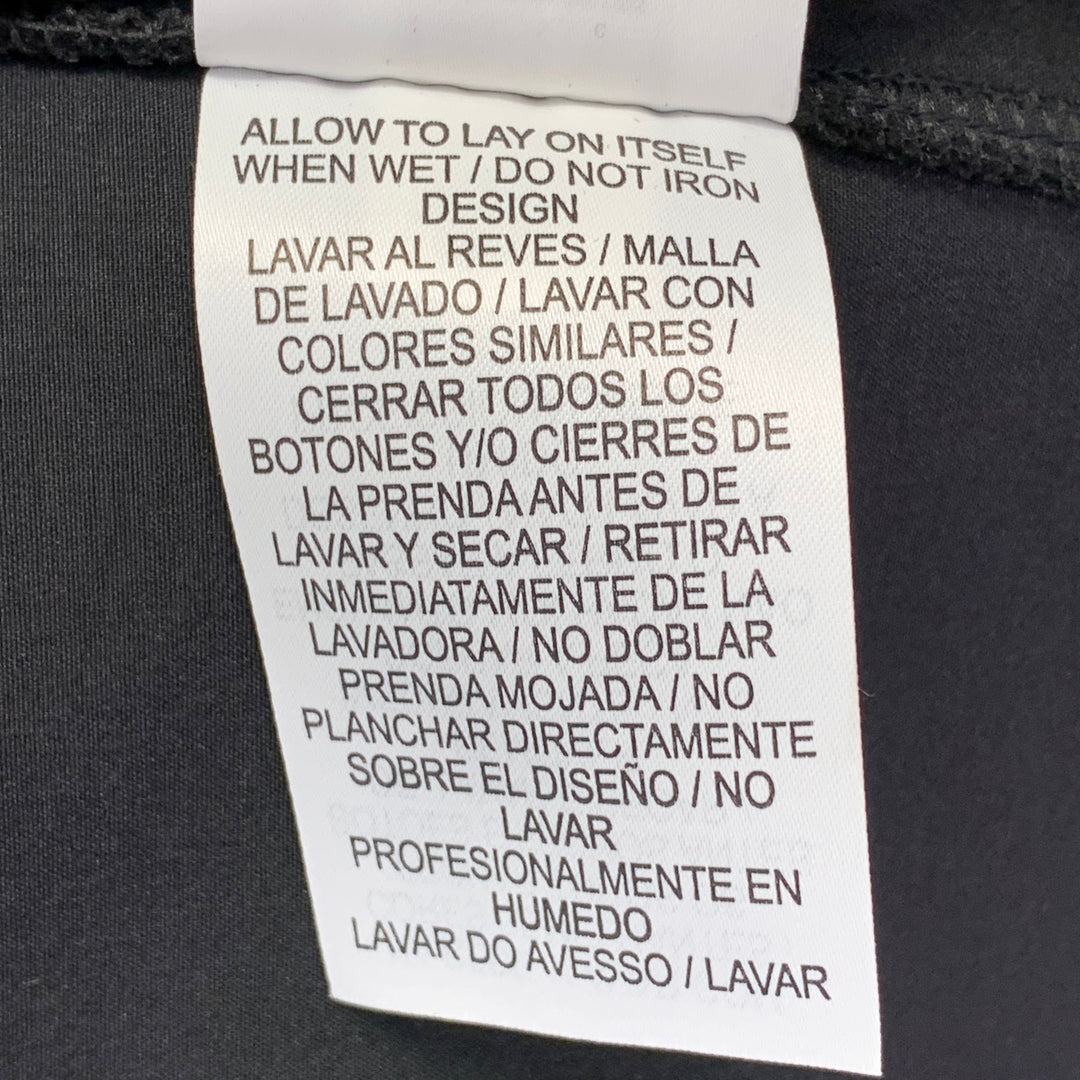 ALLOW TO LAY ON ITSELF
WHEN WET / DO NOT IRON
DESIGN
LAVAR AL REVES / MALLA
DE LAVADO / LAVAR CON
COLORES SIMILARES /
CERRAR TODOS LOS
BOTONES Y/O CIERRES DE
LA PRENDA ANTES DE
LAVAR Y SECAR / RETIRAR
INMEDIATAMENTE DE LA
LAVADORA / NO DOBLAR
PRENDA MOJADA / NO
PLANCHAR DIRECTAMENTE
SOBRE EL DISEÑO / NO
LAVAR
PROFESIONALMENTE EN
HUMEDO
LAVAR DO AVESSO / LAVAR